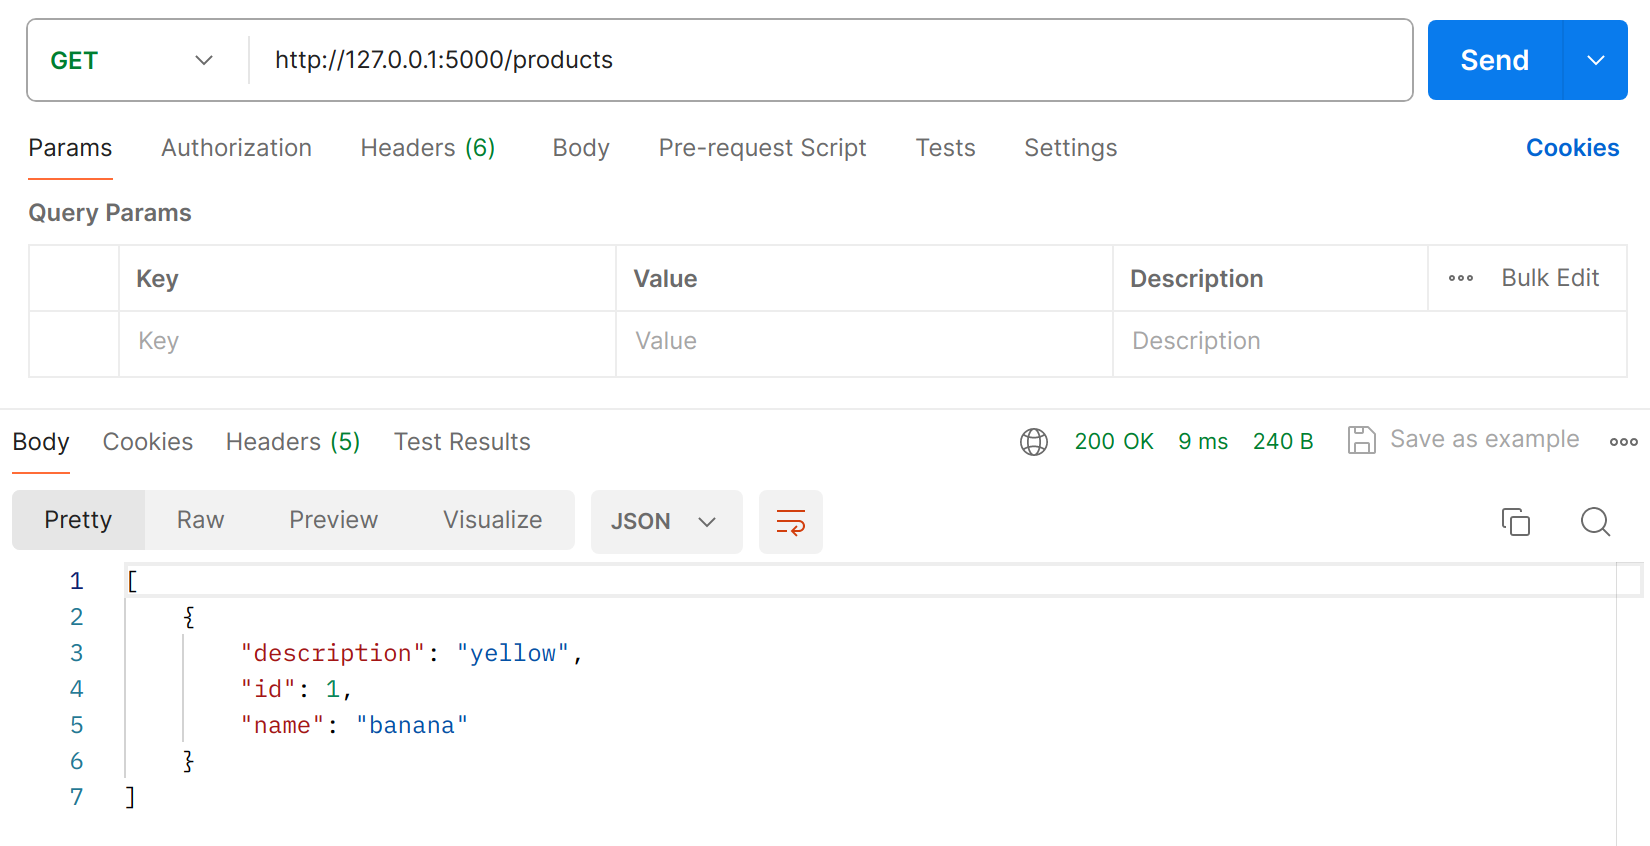 GET http://127.0.0.1:5000/products Send
Params Authorization Headers (6) Body Pre-request Script Tests Settings Cookies
Query Params
Key Value Description Bulk Edit
Key Value Description
Body Cookies Headers (5) Test Results 200 OK 9 ms 240 B Save as example
Pretty Raw Preview Visualize JSON
1 [
2 {
3 "description": "yellow",
4 "id": 1,
5 "name": "banana"
6 }
7 ]